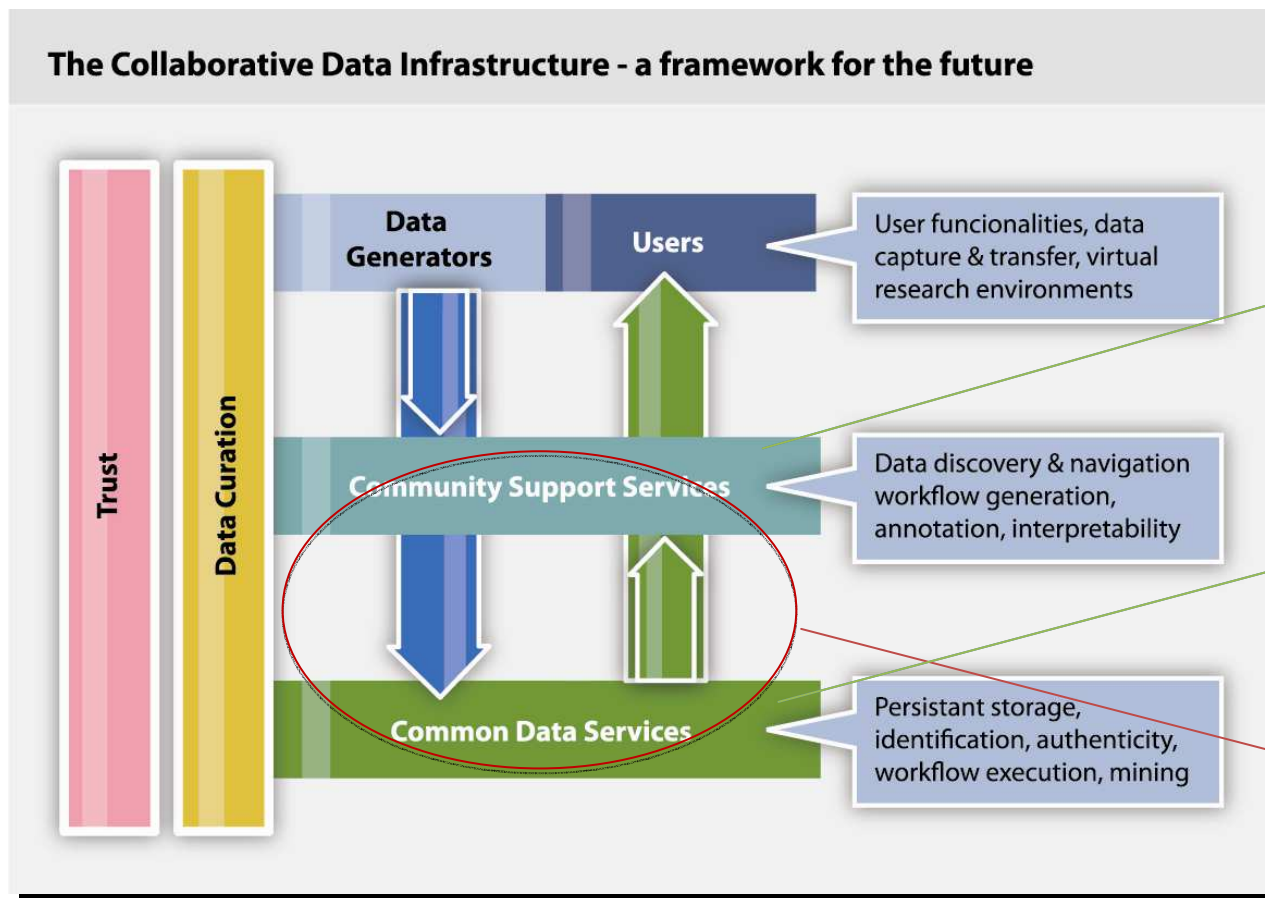 The Collaborative Data Infrastructure - a framework for the future
Trust
Data Curation
Data
Generators
Users
User funcionalities, data
capture & transfer, virtual
research environments
Community Support Services
Data discovery & navigation
workflow generation,
annotation, interpretability
Common Data Services
Persistant storage,
identification, authenticity,
workflow execution, mining